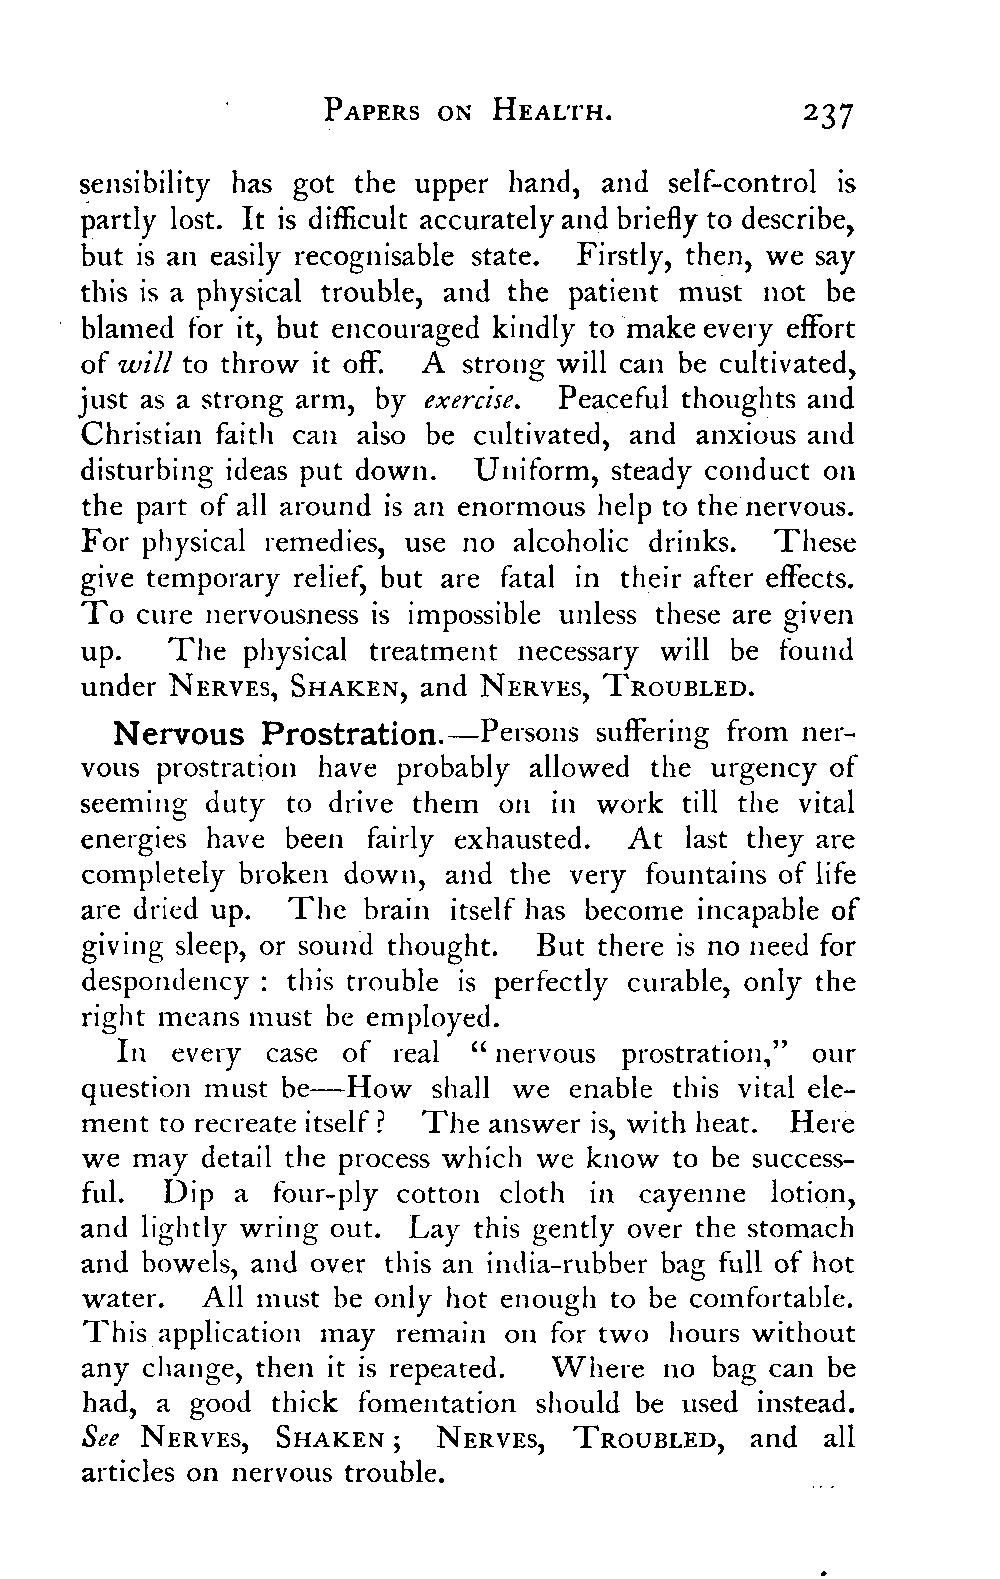 PAPERS ON HEALTH. 237
sensibility has got the upper hand, and self-control is
partly lost. It is difficult accurately and briefly to describe,
but is an easily recognisable state. Firstly, then, we say
this is a physical trouble, and the patient must not be
blamed for it, but encouraged kindly to make every effort
of will to throw it off. A strong will can be cultivated,
just as a strong arm, by exercise. Peaceful thoughts and
Christian faith can also be cultivated, and anxious and
disturbing ideas put down. Uniform, steady conduct on
the part of all around is an enormous help to the nervous.
For physical remedies, use no alcoholic drinks. These
give temporary relief, but are fatal in their after effects.
To cure nervousness is impossible unless these are given
up. The physical treatment necessary will be found
under NERVES, SHAKEN, and NERVES, TROUBLED.
Nervous Prostration.—Persons suffering from ner-
vous prostration have probably allowed the urgency of
seeming duty to drive them on in work till the vital
energies have been fairly exhausted. At last they are
completely broken down, and the very fountains of life
are dried up. The brain itself has become incapable of
giving sleep, or sound thought. But there is no need for
despondency : this trouble is perfectly curable, only the
right means must be employed.
In every case of real “ nervous prostration,” our
question must be—How shall we enable this vital ele-
ment to recreate itself ? The answer is, with heat. Here
we may detail the process which we know to be success-
ful. Dip a four-ply cotton cloth in cayenne lotion,
and lightly wring out. Lay this gently over the stomach
and bowels, and over this an india-rubber bag full of hot
water. All must be only hot enough to be comfortable.
This application may remain on for two hours without
any change, then it is repeated. Where no bag can be
had, a good thick fomentation should be used instead.
See NERVES, SHAKEN ; NERVES, TROUBLED, and all
articles on nervous trouble.